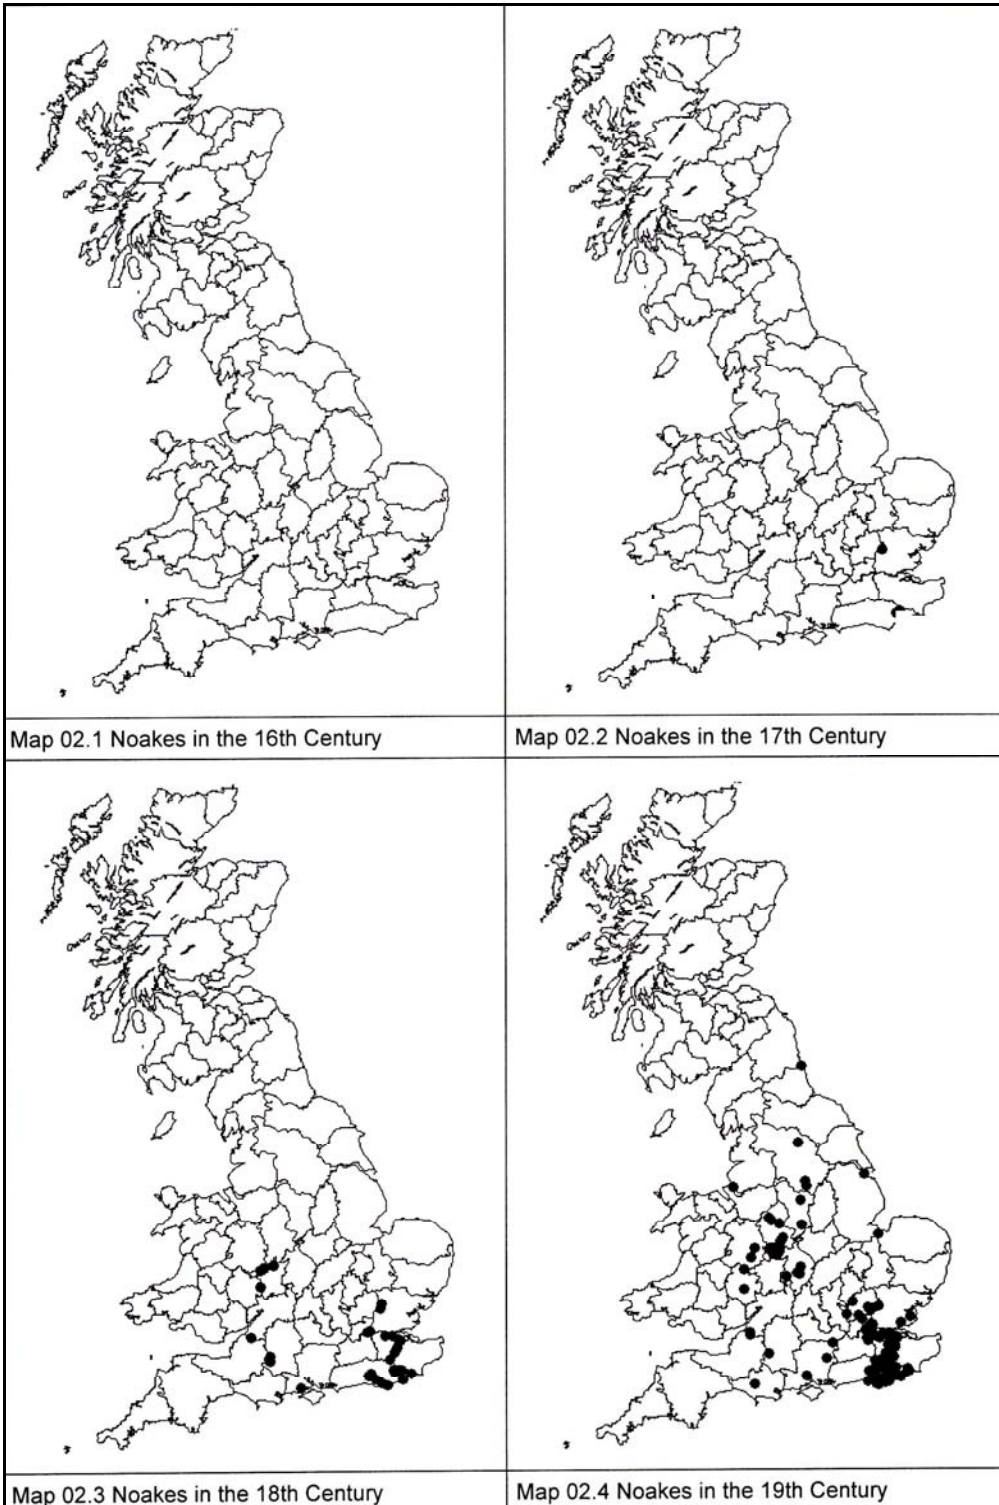 Map 02.1 Noakes in the 16th Century
Map 02.2 Noakes in the 17th Century
Map 02.3 Noakes in the 18th Century
Map 02.4 Noakes in the 19th Century